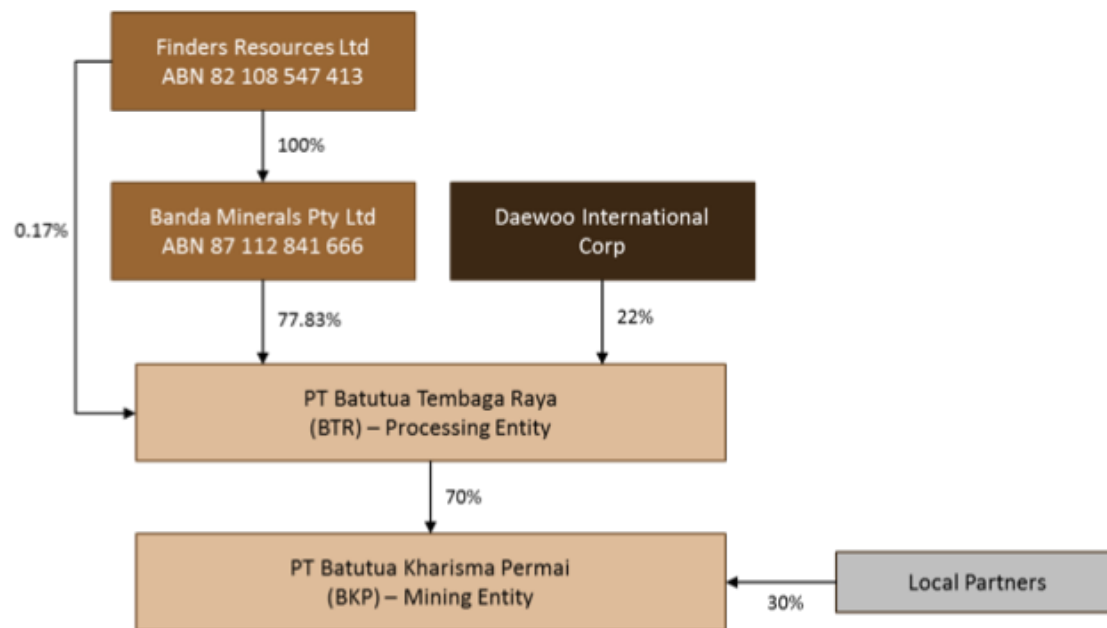 Finders Resources Ltd
ABN 82 108 547 413
100%
Banda Minerals Pty Ltd
ABN 87 112 841 666
Daewoo International
Corp
0.17%
77.83%
22%
PT Batutua Tembaga Raya
(BTR) – Processing Entity
70%
PT Batutua Kharisma Permai
(BKP) – Mining Entity
Local Partners
30%